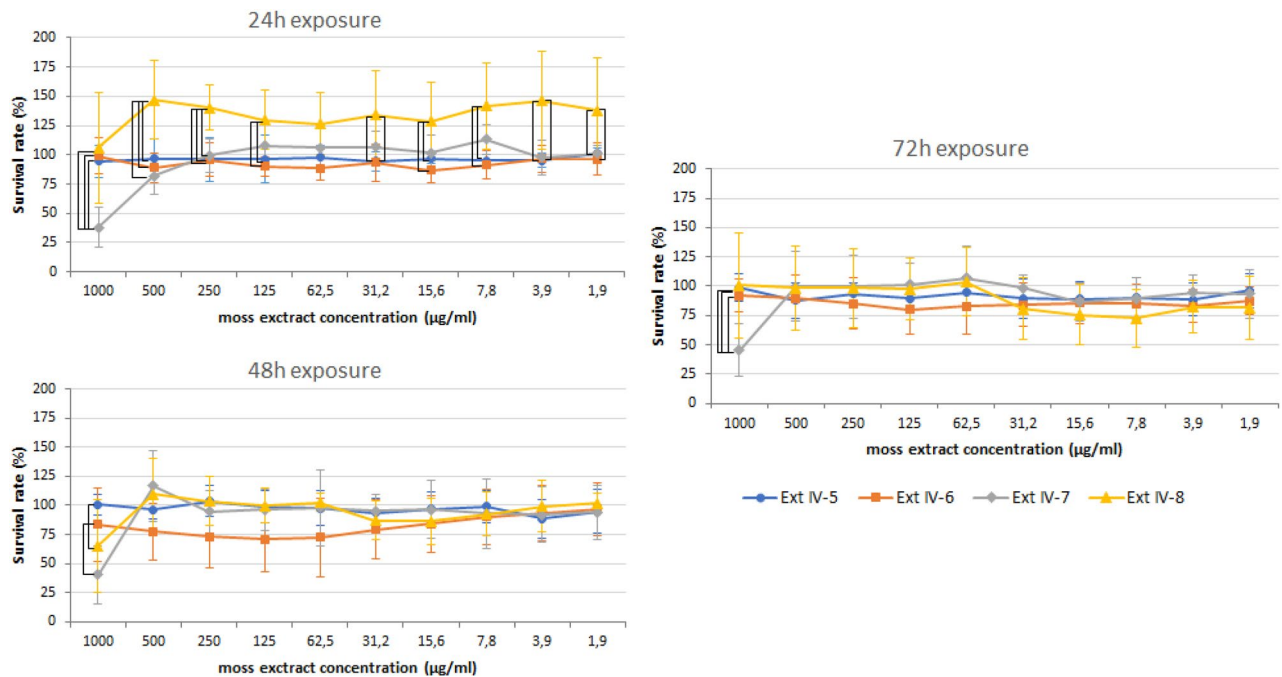 24h exposure
Survival rate (%)
200
175
150
125
100
75
50
25
0
1000 500 250 125 62,5 31,2 15,6 7,8 3,9 1,9
moss extract concentration (µg/ml)
48h exposure
Survival rate (%)
200
175
150
125
100
75
50
25
0
1000 500 250 125 62,5 31,2 15,6 7,8 3,9 1,9
moss exctract concentration (µg/ml)
72h exposure
Survival rate (%)
200
175
150
125
100
75
50
25
0
1000 500 250 125 62,5 31,2 15,6 7,8 3,9 1,9
moss extract concentration (µg/ml)
Ext IV-5 Ext IV-6 Ext IV-7 Ext IV-8